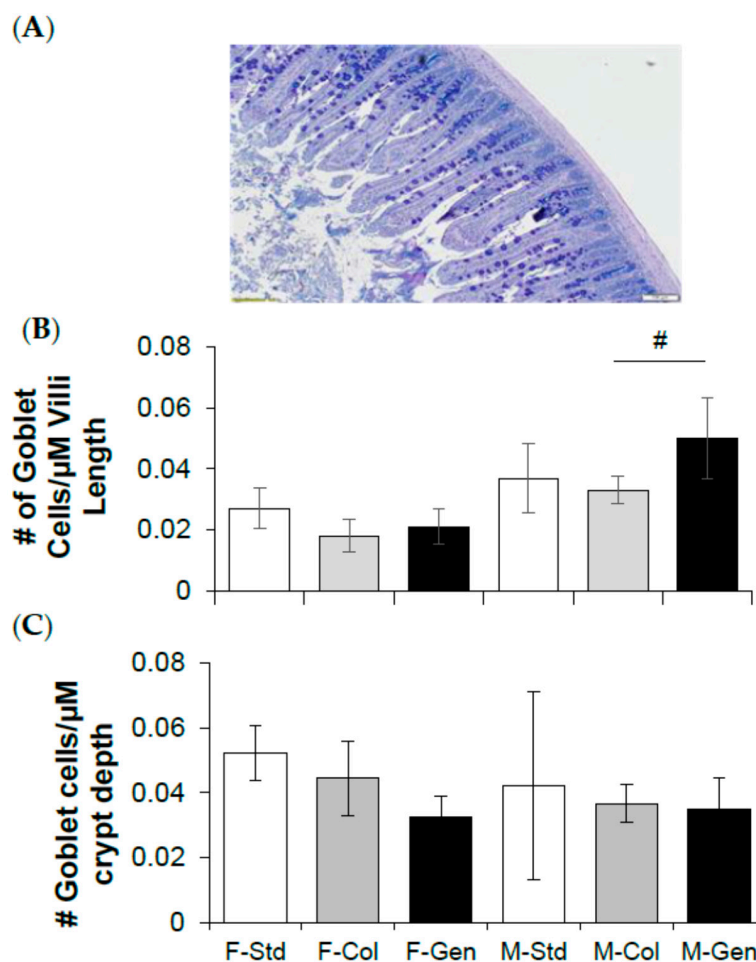 (A)
(B)
# of Goblet
Cells/µM Villi
Length
0.08
0.06
0.04
0.02
0
#
(C)
# Goblet cells/µM
crypt depth
0.08
0.06
0.04
0.02
0
F-Std F-Col F-Gen M-Std M-Col M-Gen